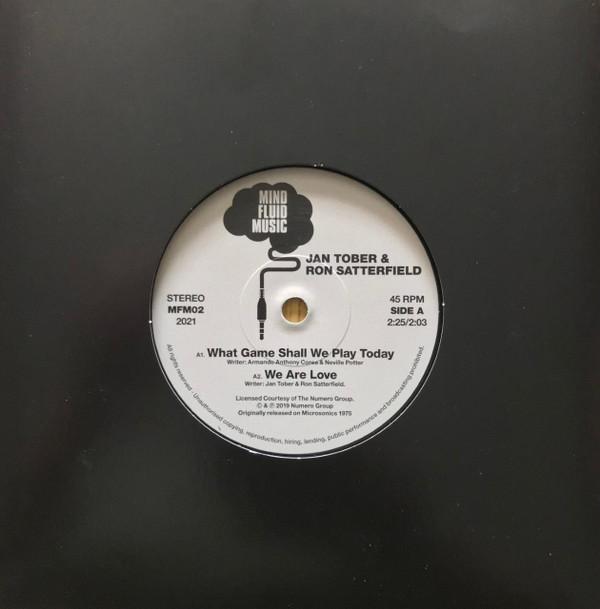 MIND
FLUID
MUSIC
JAN TOBER &
RON SATTERFIELD
STEREO
MFM02
2021
45 RPM
SIDE A
2:25/2:03
A1. What Game Shall We Play Today
Writer: Armando Anthony Corea & Neville Potter
A2. We Are Love
Writer: Jan Tober & Ron Satterfield.
Licensed Courtesy of The Numero Group.
© & ℗ 2019 Numero Group
Originally released on Microsonics 1975
All rights reserved · Unauthorised copying, reproduction, hiring, lending, public performance and broadcasting prohibited.